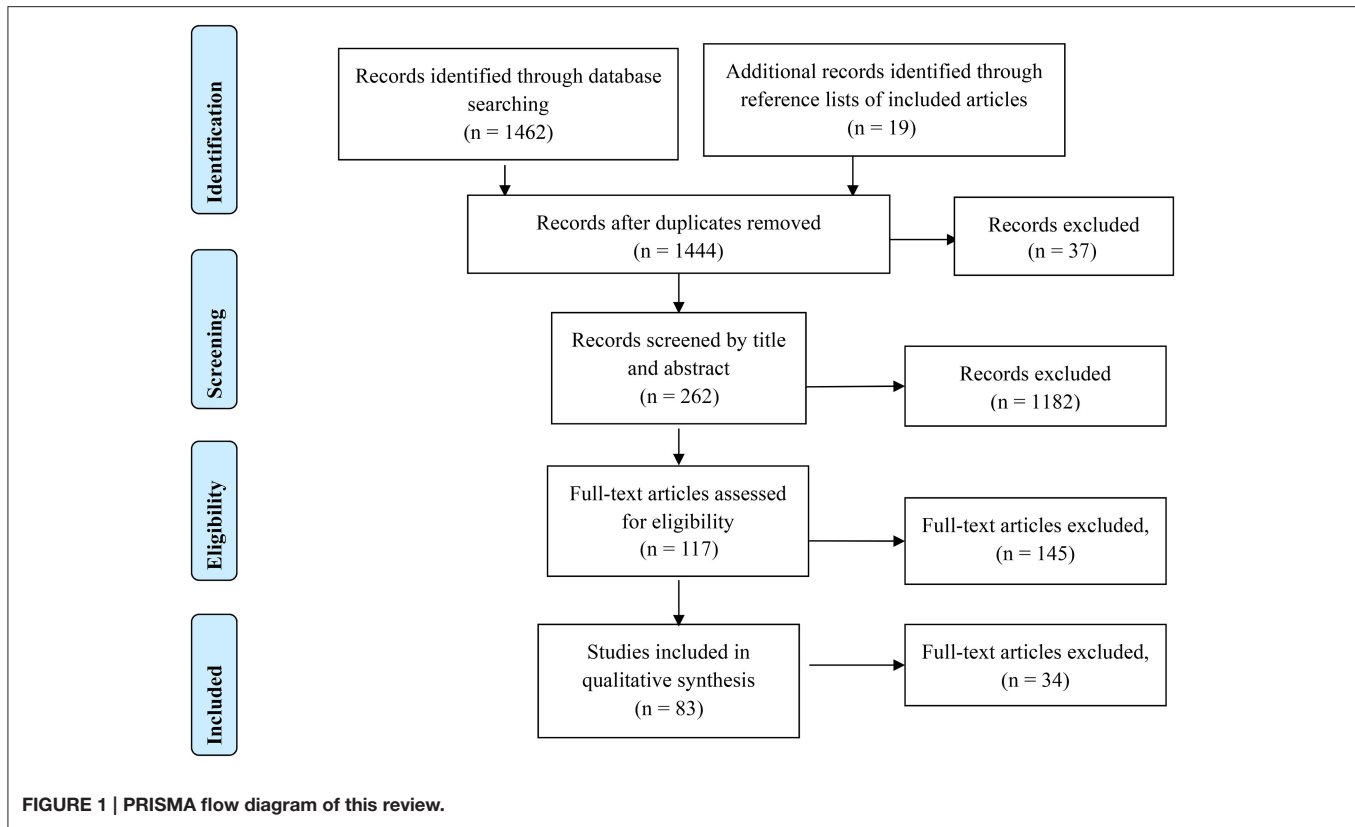 Identification
Records identified through database
searching
(n = 1462)
Additional records identified through
reference lists of included articles
(n = 19)
Records after duplicates removed
(n = 1444)
Records excluded
(n = 37)
Screening
Records screened by title
and abstract
(n = 262)
Records excluded
(n = 1182)
Eligibility
Full-text articles assessed
for eligibility
(n = 117)
Full-text articles excluded,
(n = 145)
Included
Studies included in
qualitative synthesis
(n = 83)
Full-text articles excluded,
(n = 34)
FIGURE 1 | PRISMA flow diagram of this review.